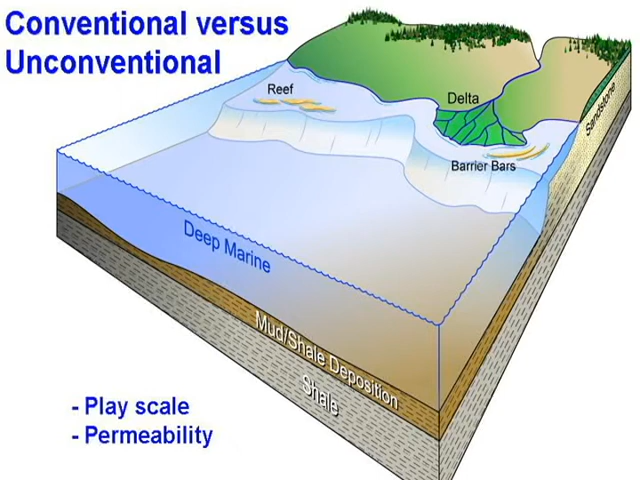 Conventional versus
Unconventional
Reef
Delta
Sandstone
Barrier Bars
Deep Marine
Mud/Shale Deposition
Shale
- Play scale
- Permeability